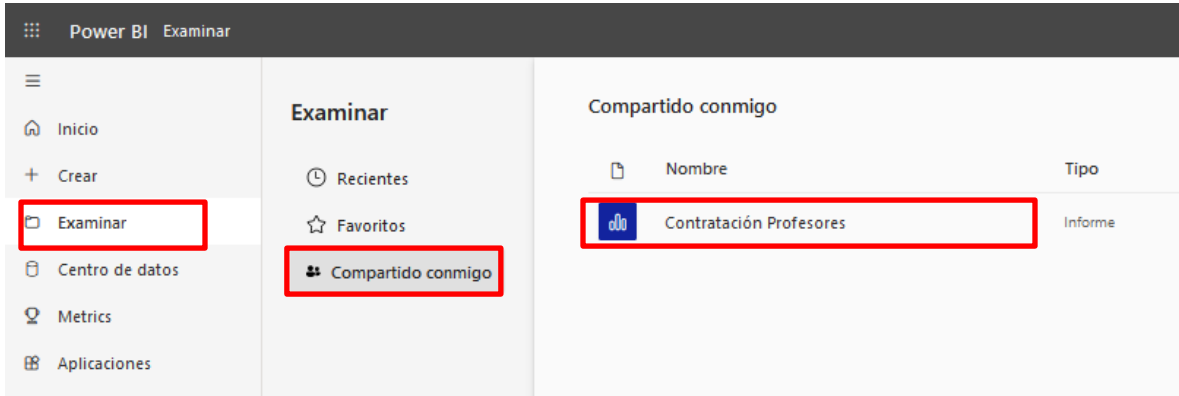 Power BI Examinar
Inicio
Crear
Examinar
Centro de datos
Metrics
Aplicaciones
Examinar
Recientes
Favoritos
Compartido conmigo
Compartido conmigo
Nombre Tipo
Contratación Profesores Informe